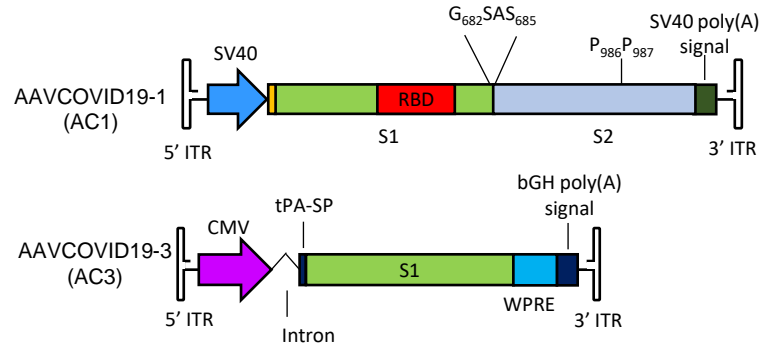 G₆₈₂SAS₆₈₅
SV40 poly(A)
signal
SV40
P₉₈₆P₉₈₇
AAVCOVID19-1
(AC1)
RBD
5’ ITR
S1
S2
3’ ITR
bGH poly(A)
signal
tPA-SP
CMV
AAVCOVID19-3
(AC3)
S1
WPRE
5’ ITR
3’ ITR
Intron